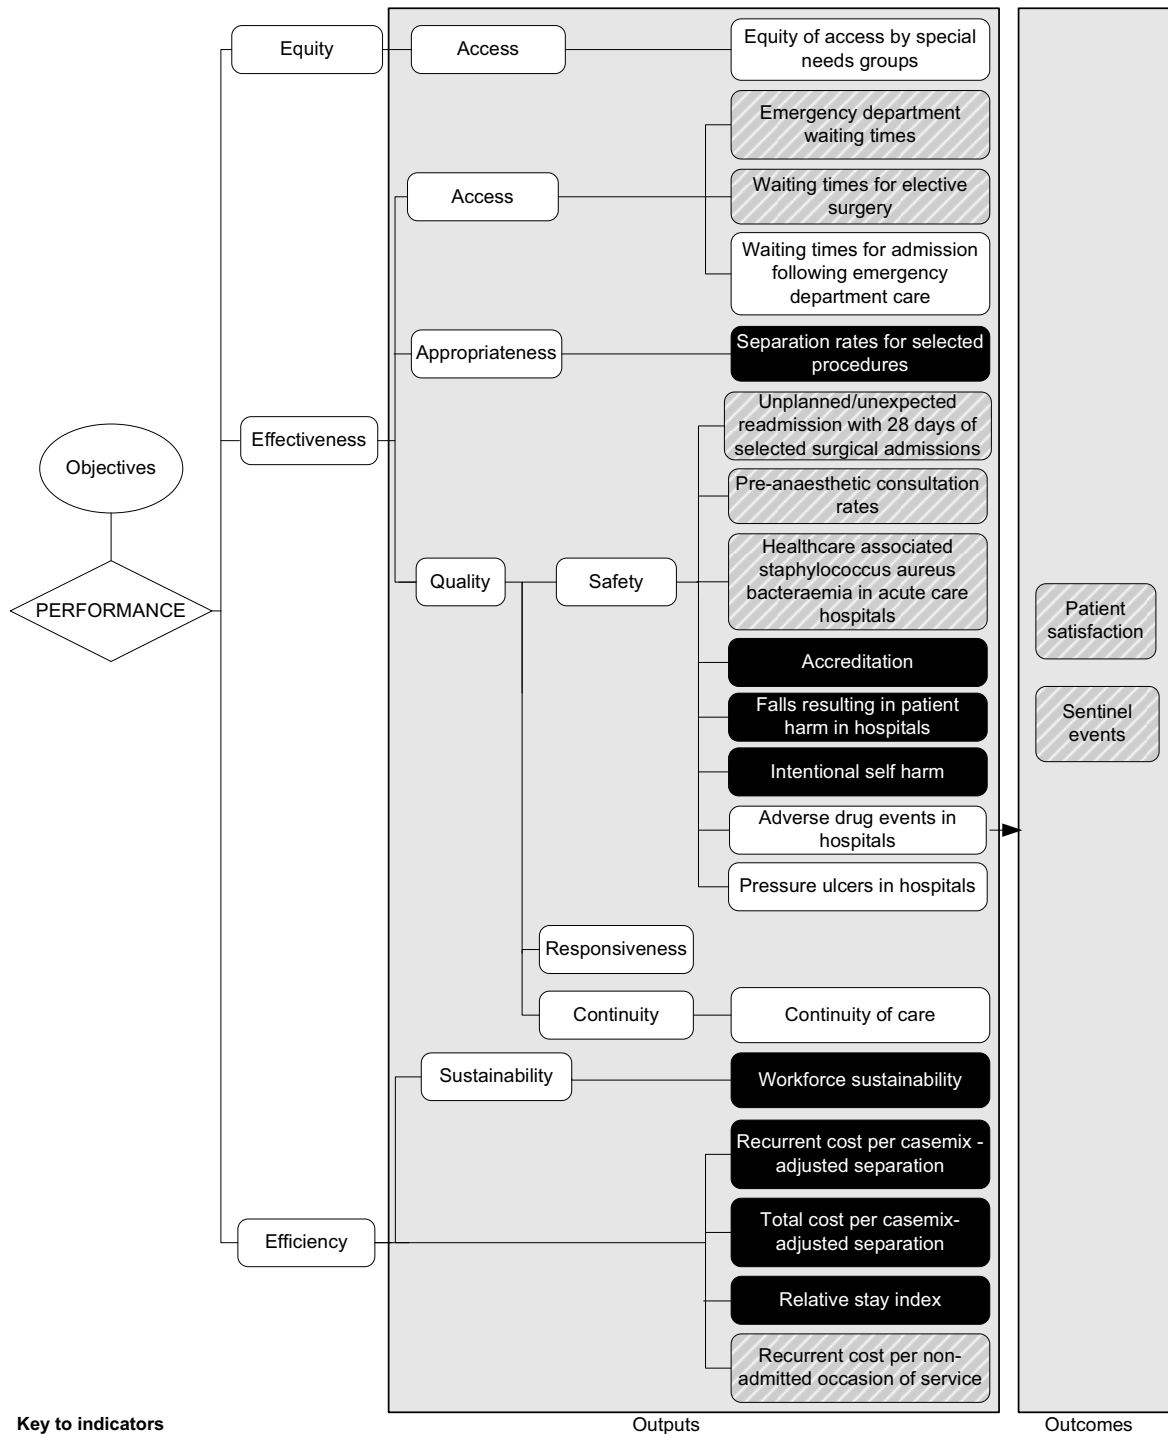 Equity
Access
Equity of access by special
needs groups
Emergency department
waiting times
Access
Waiting times for elective
surgery
Waiting times for admission
following emergency
department care
Appropriateness
Separation rates for selected
procedures
Objectives
Effectiveness
Unplanned/unexpected
readmission with 28 days of
selected surgical admissions
Pre-anaesthetic consultation
rates
PERFORMANCE
Quality
Safety
Healthcare associated
staphylococcus aureus
bacteraemia in acute care
hospitals
Patient
satisfaction
Accreditation
Falls resulting in patient
harm in hospitals
Sentinel
events
Intentional self harm
Adverse drug events in
hospitals
Pressure ulcers in hospitals
Responsiveness
Continuity
Continuity of care
Sustainability
Workforce sustainability
Recurrent cost per casemix -
adjusted separation
Efficiency
Total cost per casemix-
adjusted separation
Relative stay index
Recurrent cost per non-
admitted occasion of service
Key to indicators
Outputs
Outcomes